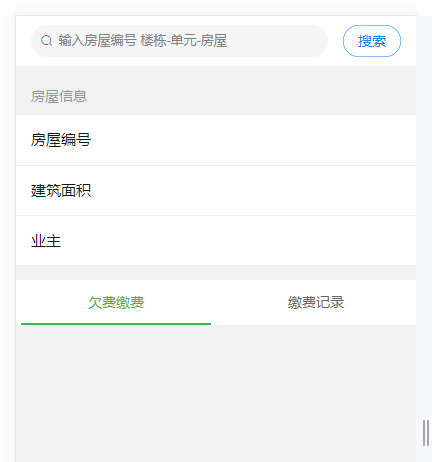 输入房屋编号 楼栋-单元-房屋
搜索
房屋信息
房屋编号
建筑面积
业主
欠费缴费
缴费记录